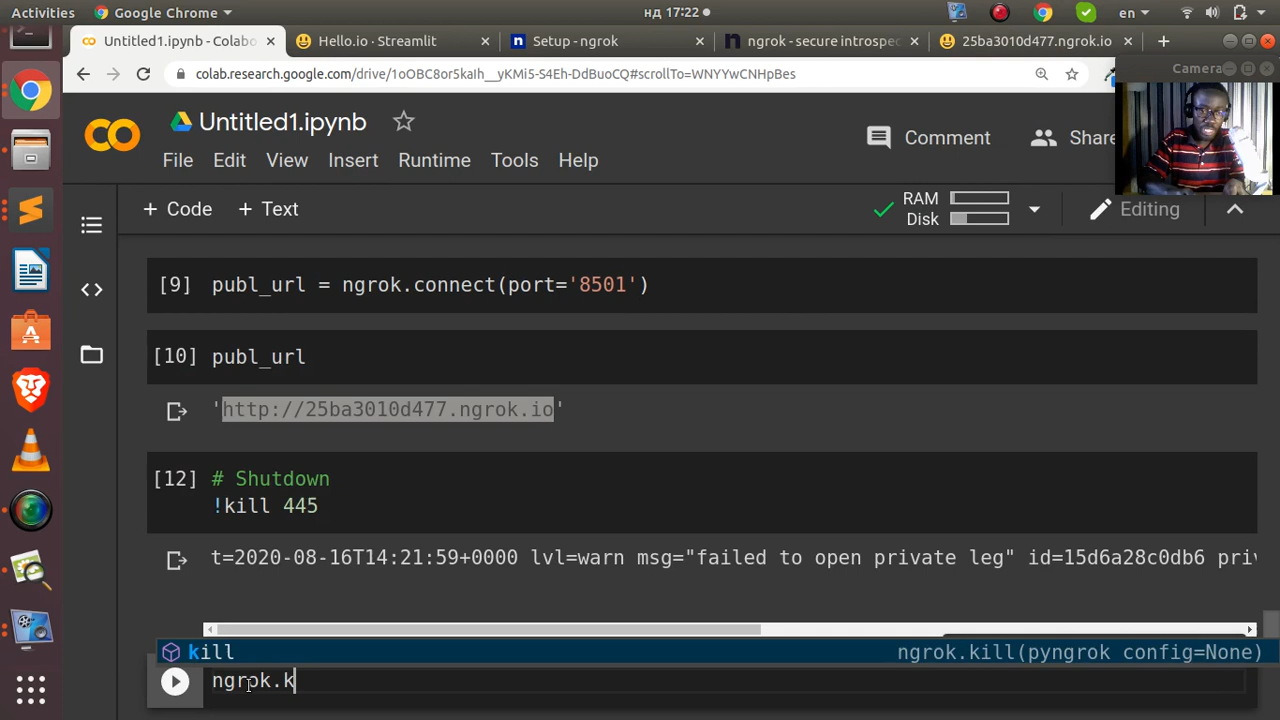 Activities Google Chrome нд 17:22 en
Untitled1.ipynb - Colabo Hello.io · Streamlit Setup - ngrok ngrok - secure introspec 25ba3010d477.ngrok.io
colab.research.google.com/drive/1oOBC8or5kaIh__yKMi5-S4Eh-DdBuoCQ#scrollTo=WNYYwCNHpBes
Camera
Untitled1.ipynb
Comment Share
File Edit View Insert Runtime Tools Help
+ Code + Text RAM Disk Editing
[9] publ_url = ngrok.connect(port='8501')
[10] publ_url
'http://25ba3010d477.ngrok.io'
[12] # Shutdown
!kill 445
t=2020-08-16T14:21:59+0000 lvl=warn msg="failed to open private leg" id=15d6a28c0db6 priv
kill ngrok.kill(pyngrok config=None)
ngrok.k